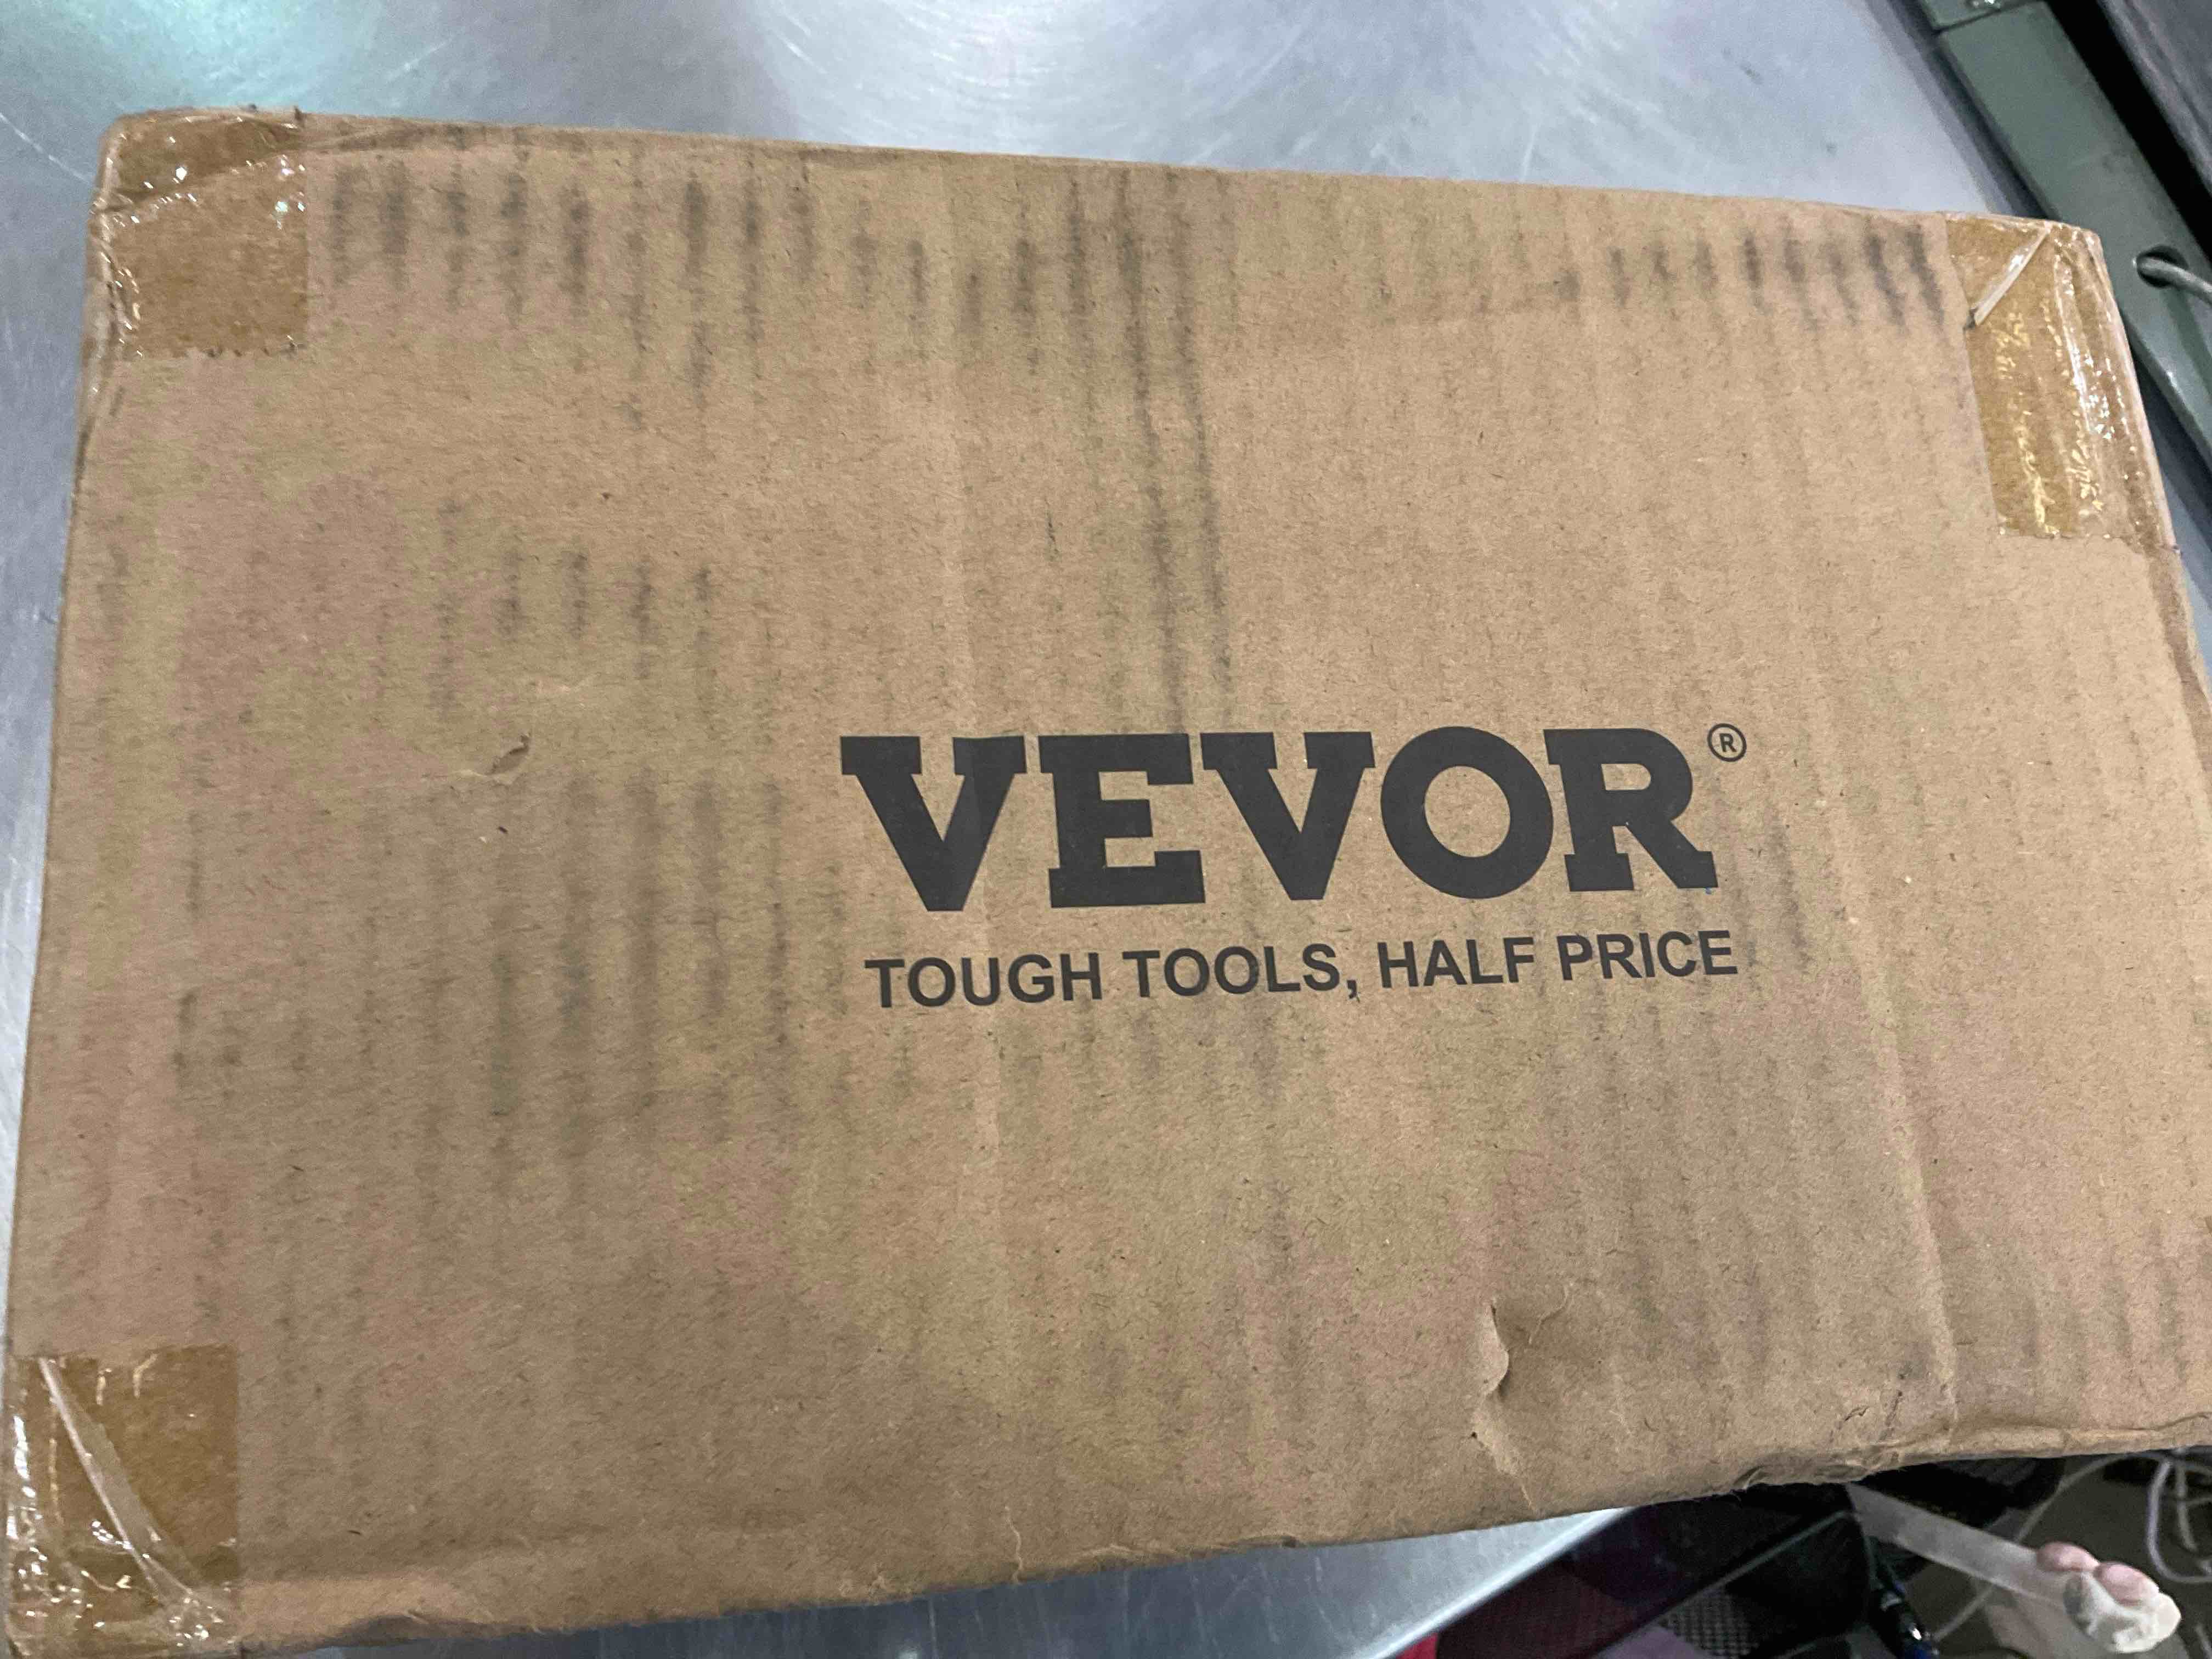 VEVOR®
TOUGH TOOLS, HALF PRICE